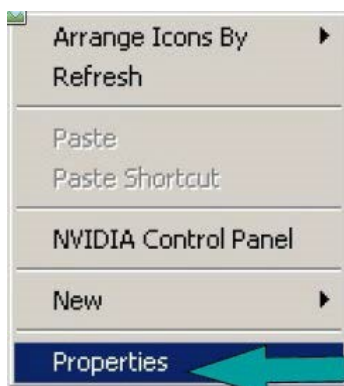 Arrange Icons By
Refresh
Paste
Paste Shortcut
NVIDIA Control Panel
New
Properties